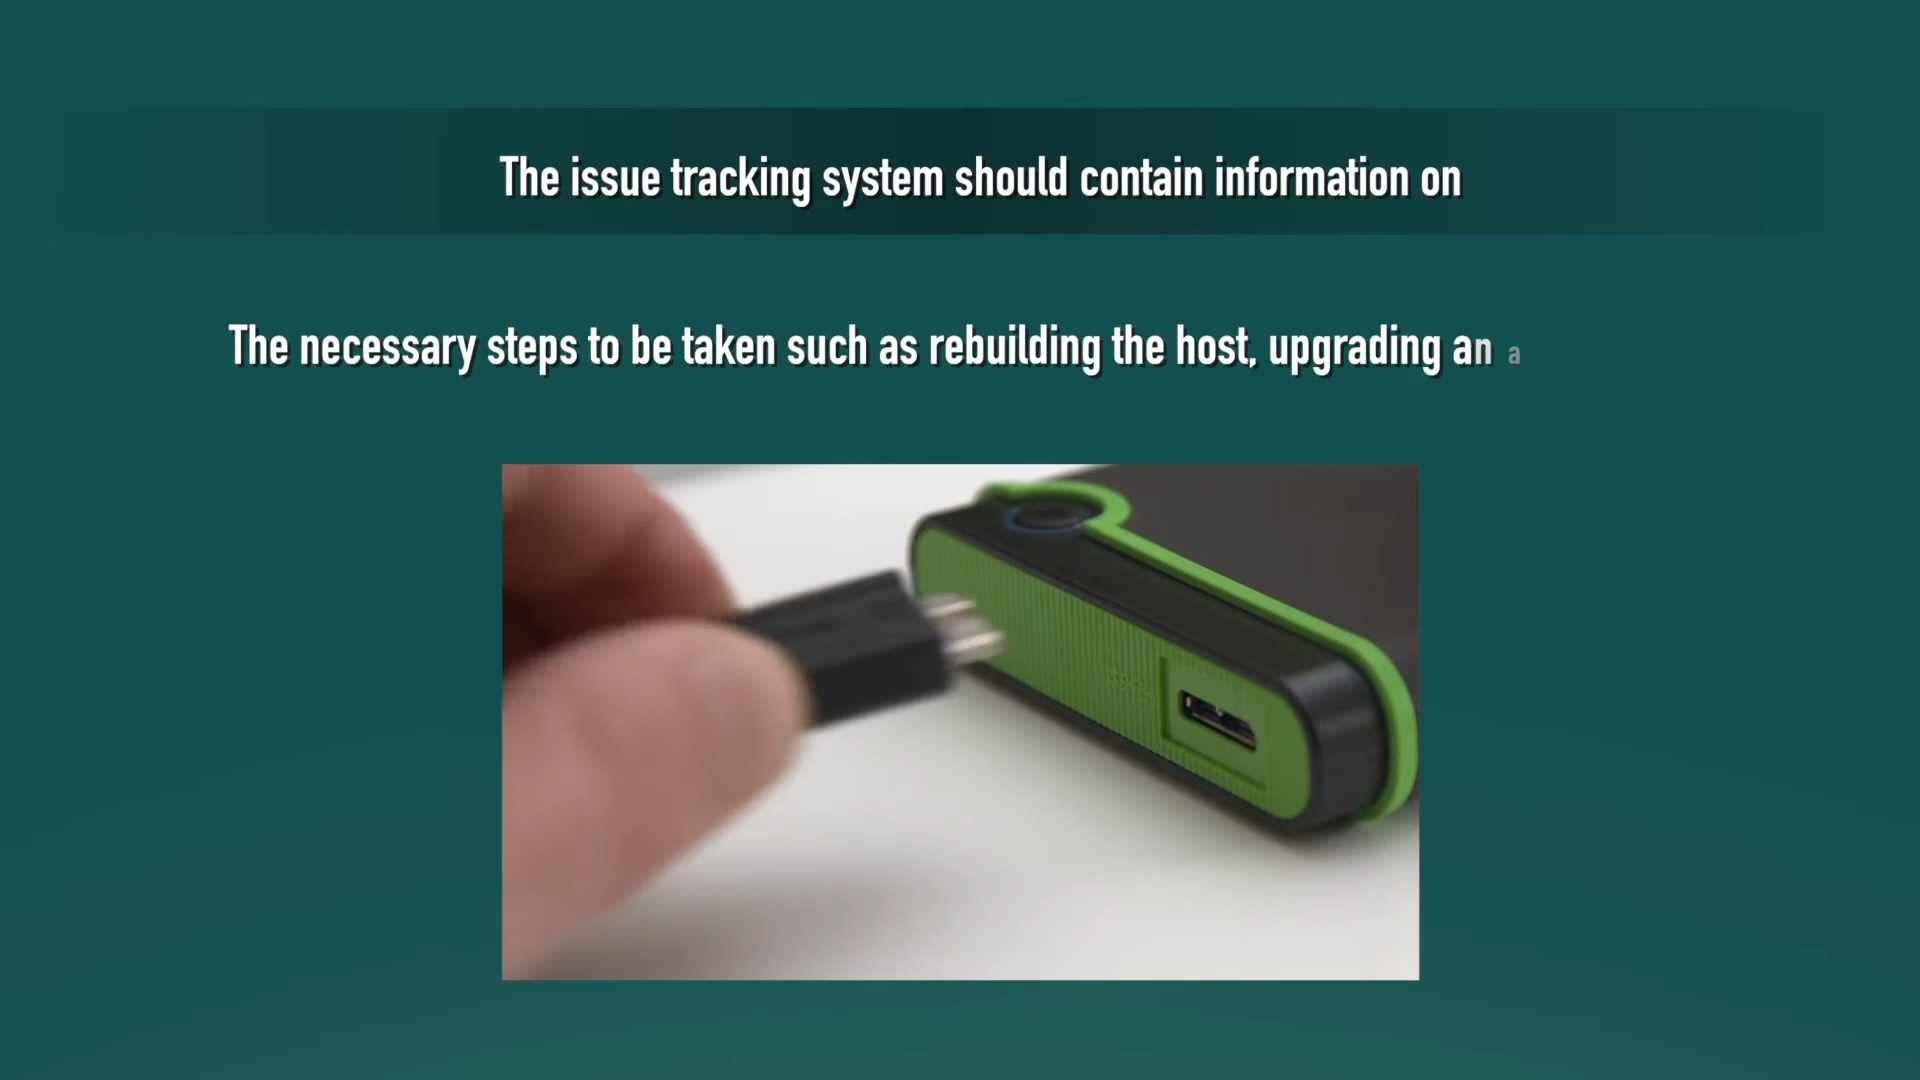 The issue tracking system should contain information on
The necessary steps to be taken such as rebuilding the host, upgrading an a